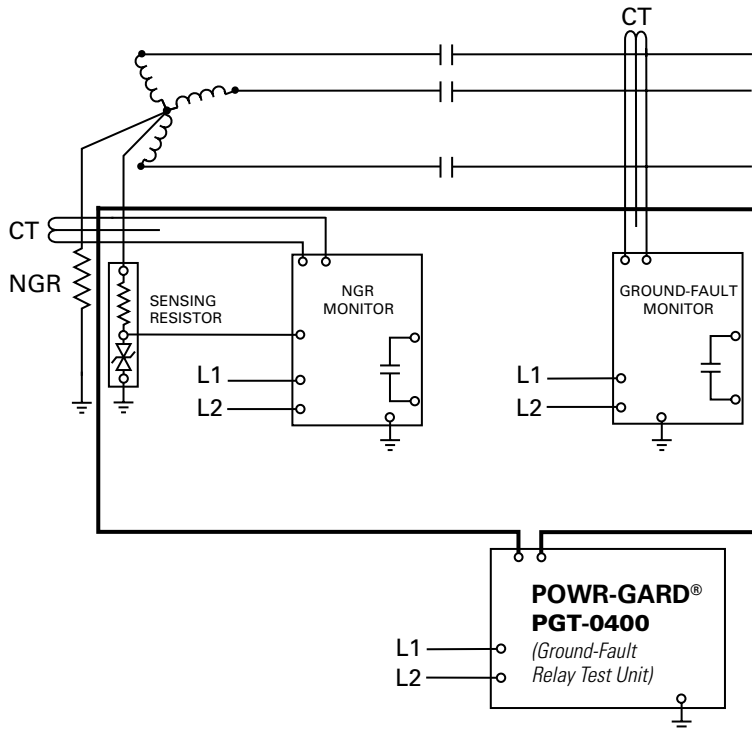 CT
CT
NGR
SENSING
RESISTOR
NGR
MONITOR
GROUND-FAULT
MONITOR
L1
L2
L1
L2
POWR-GARD®
PGT-0400
(Ground-Fault
Relay Test Unit)
L1
L2